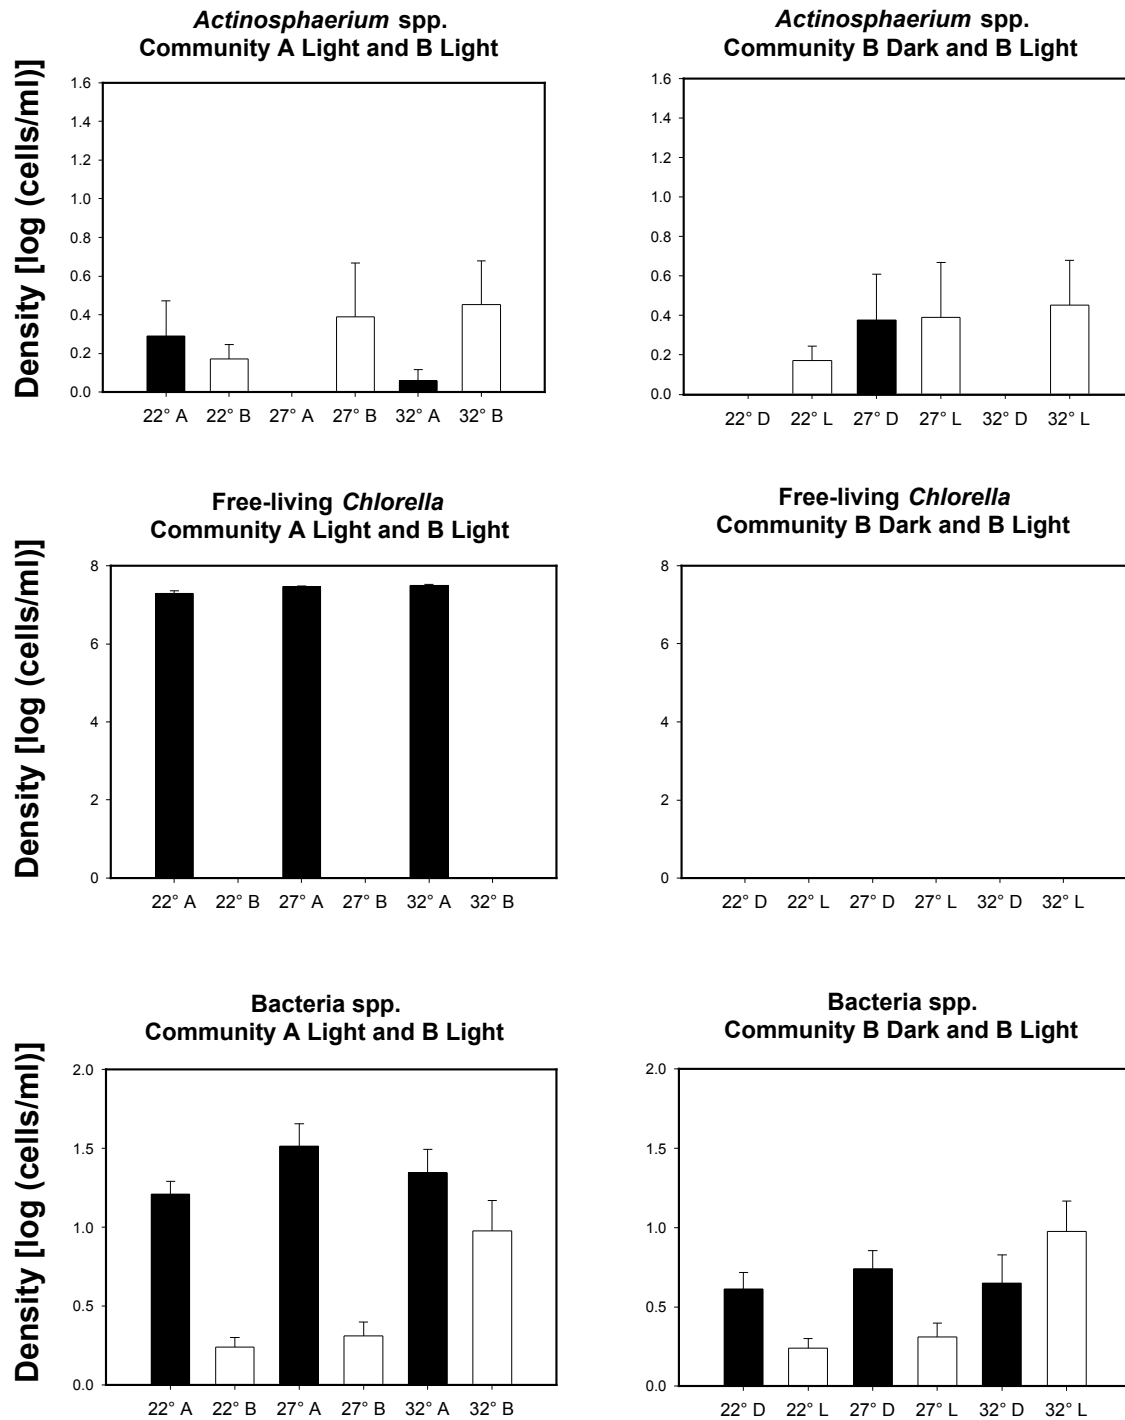 Actinosphaerium spp.
Community A Light and B Light
Density [log (cells/ml)]
1.6
1.4
1.2
1.0
0.8
0.6
0.4
0.2
0.0
22° A 22° B 27° A 27° B 32° A 32° B
Actinosphaerium spp.
Community B Dark and B Light
1.6
1.4
1.2
1.0
0.8
0.6
0.4
0.2
0.0
22° D 22° L 27° D 27° L 32° D 32° L
Free-living Chlorella
Community A Light and B Light
Density [log (cells/ml)]
8
6
4
2
0
22° A 22° B 27° A 27° B 32° A 32° B
Free-living Chlorella
Community B Dark and B Light
8
6
4
2
0
22° D 22° L 27° D 27° L 32° D 32° L
Bacteria spp.
Community A Light and B Light
Density [log (cells/ml)]
2.0
1.5
1.0
0.5
0.0
22° A 22° B 27° A 27° B 32° A 32° B
Bacteria spp.
Community B Dark and B Light
2.0
1.5
1.0
0.5
0.0
22° D 22° L 27° D 27° L 32° D 32° L